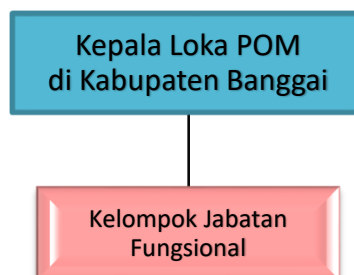 Kepala Loka POM
di Kabupaten Banggai
Kelompok Jabatan
Fungsional